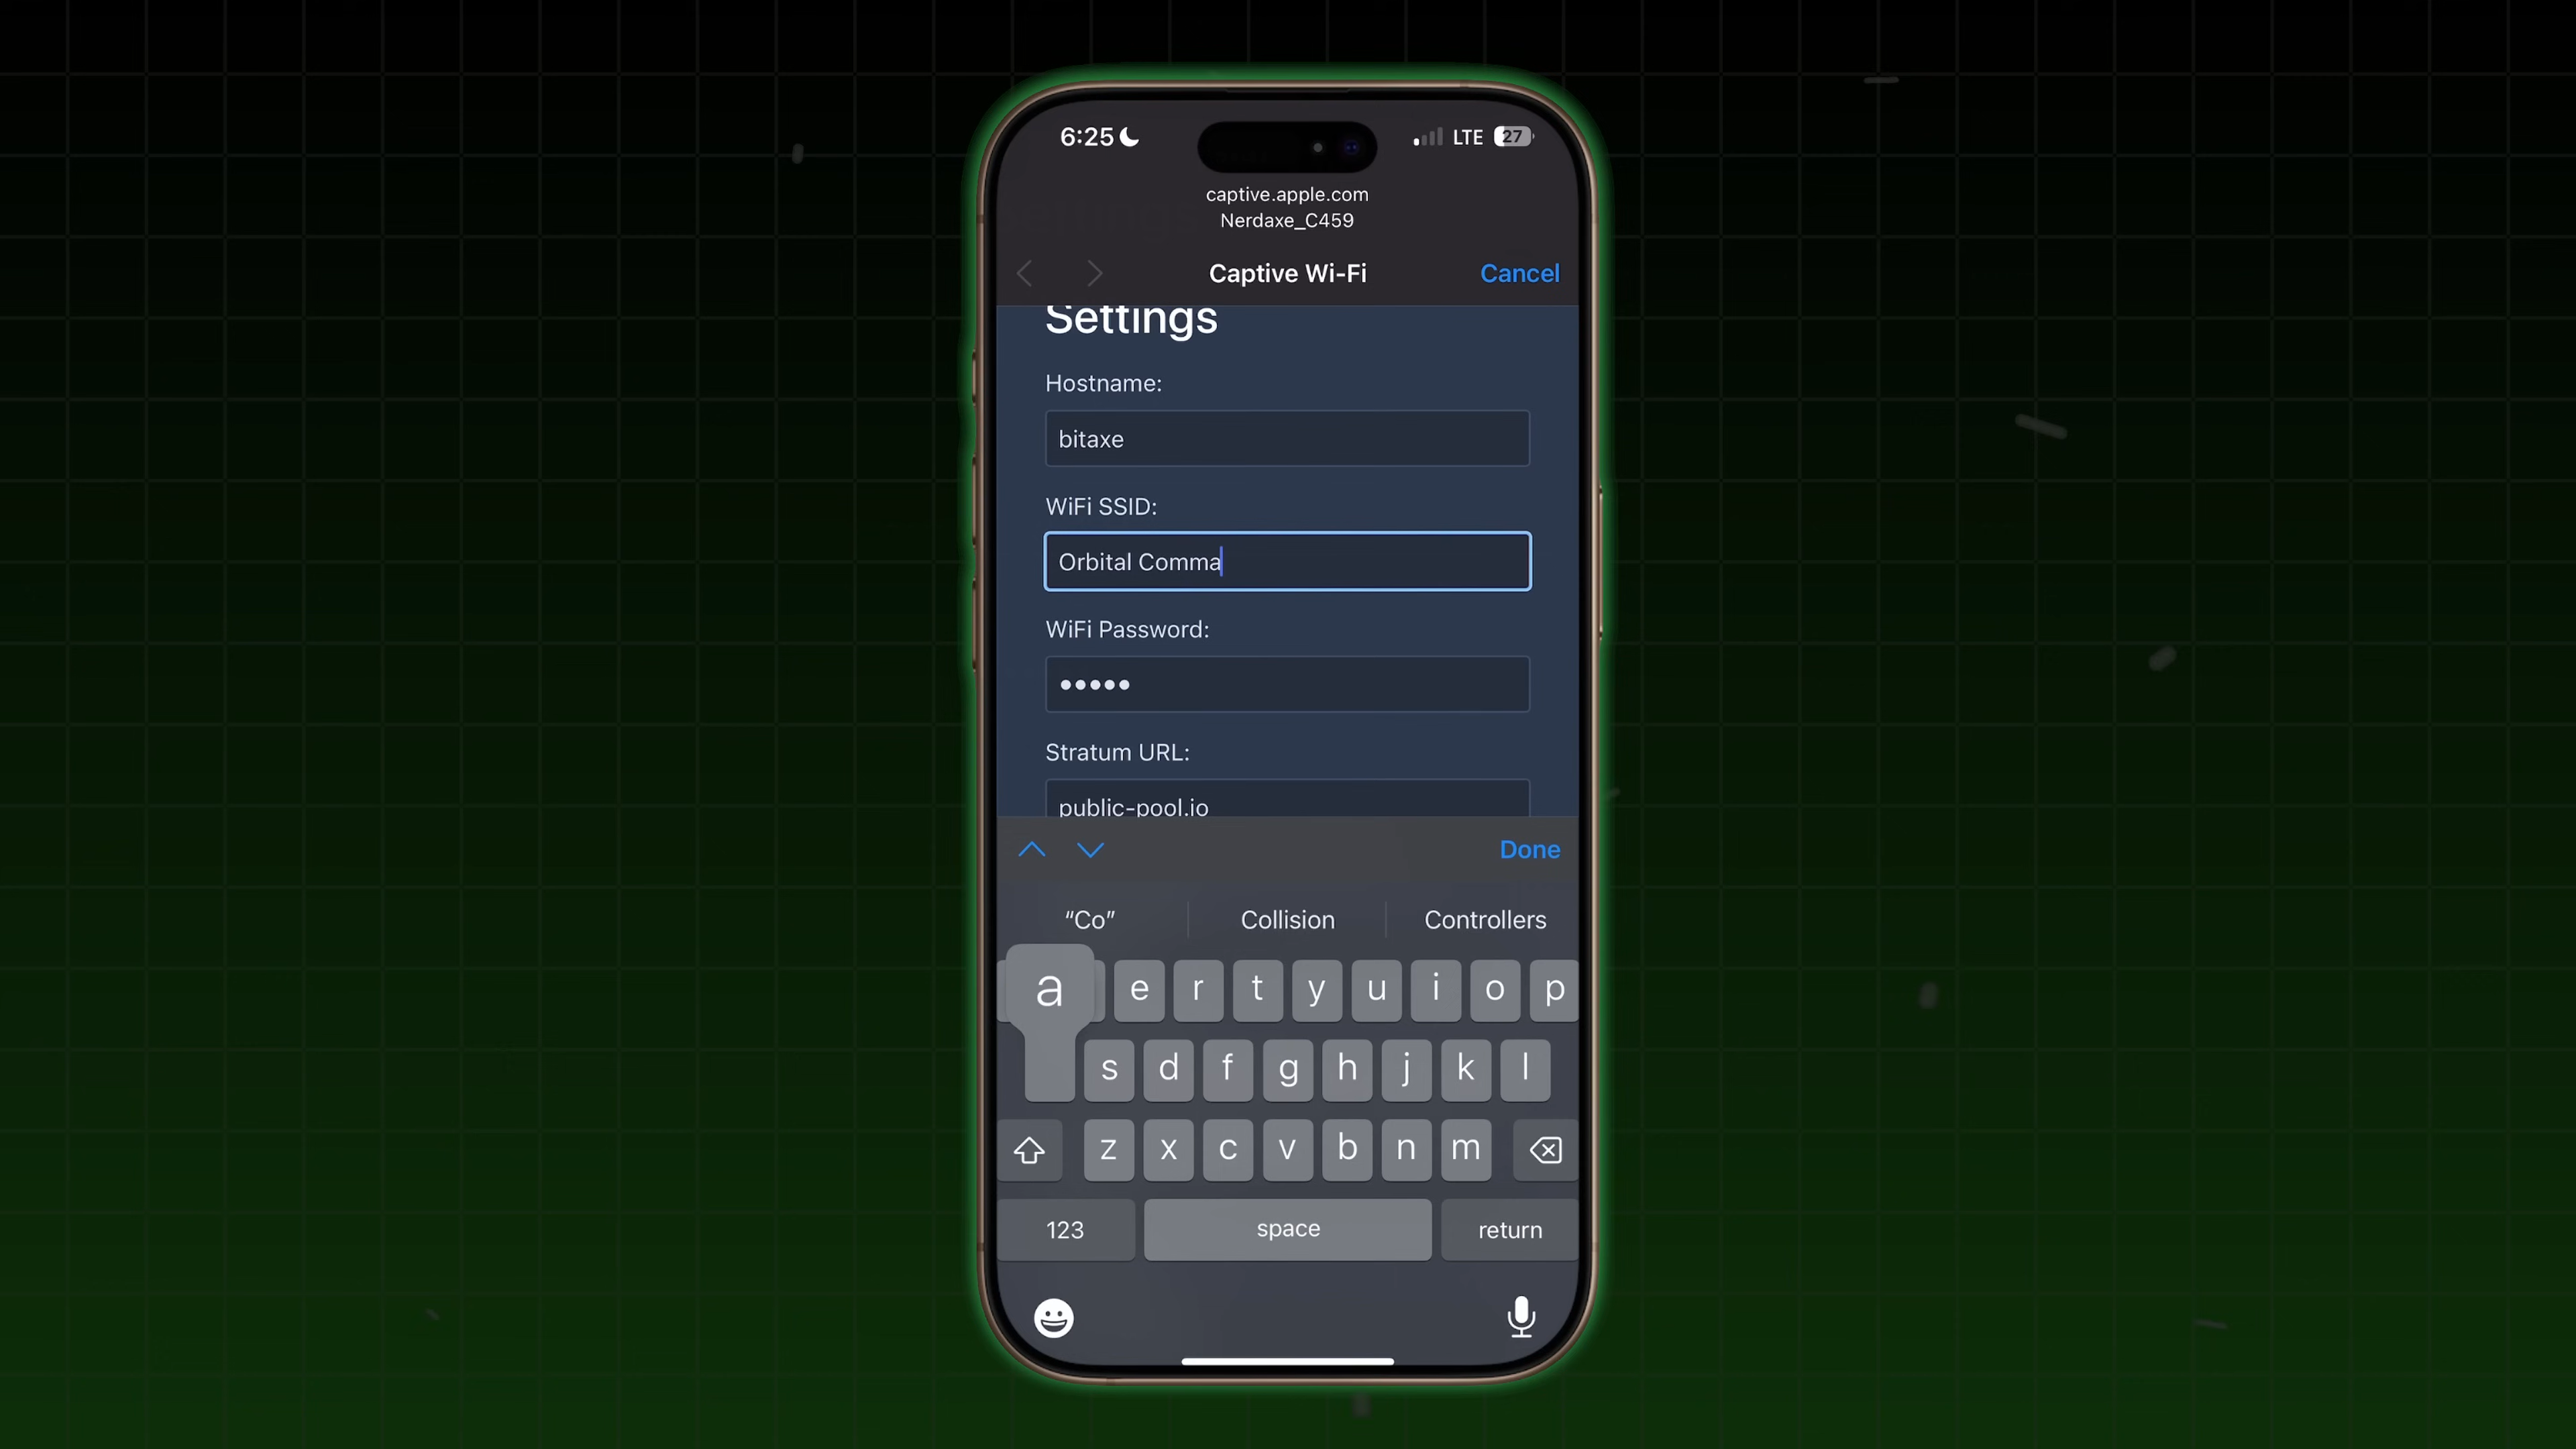 6:25 LTE 27
captive.apple.com
Nerdaxe_C459
Captive Wi-Fi Cancel
Settings
Hostname:
bitaxe
WiFi SSID:
Orbital Comma
WiFi Password:
•••••
Stratum URL:
public-pool.io
Done
“Co” Collision Controllers
a e r t y u i o p
s d f g h j k l
z x c v b n m
123 space return